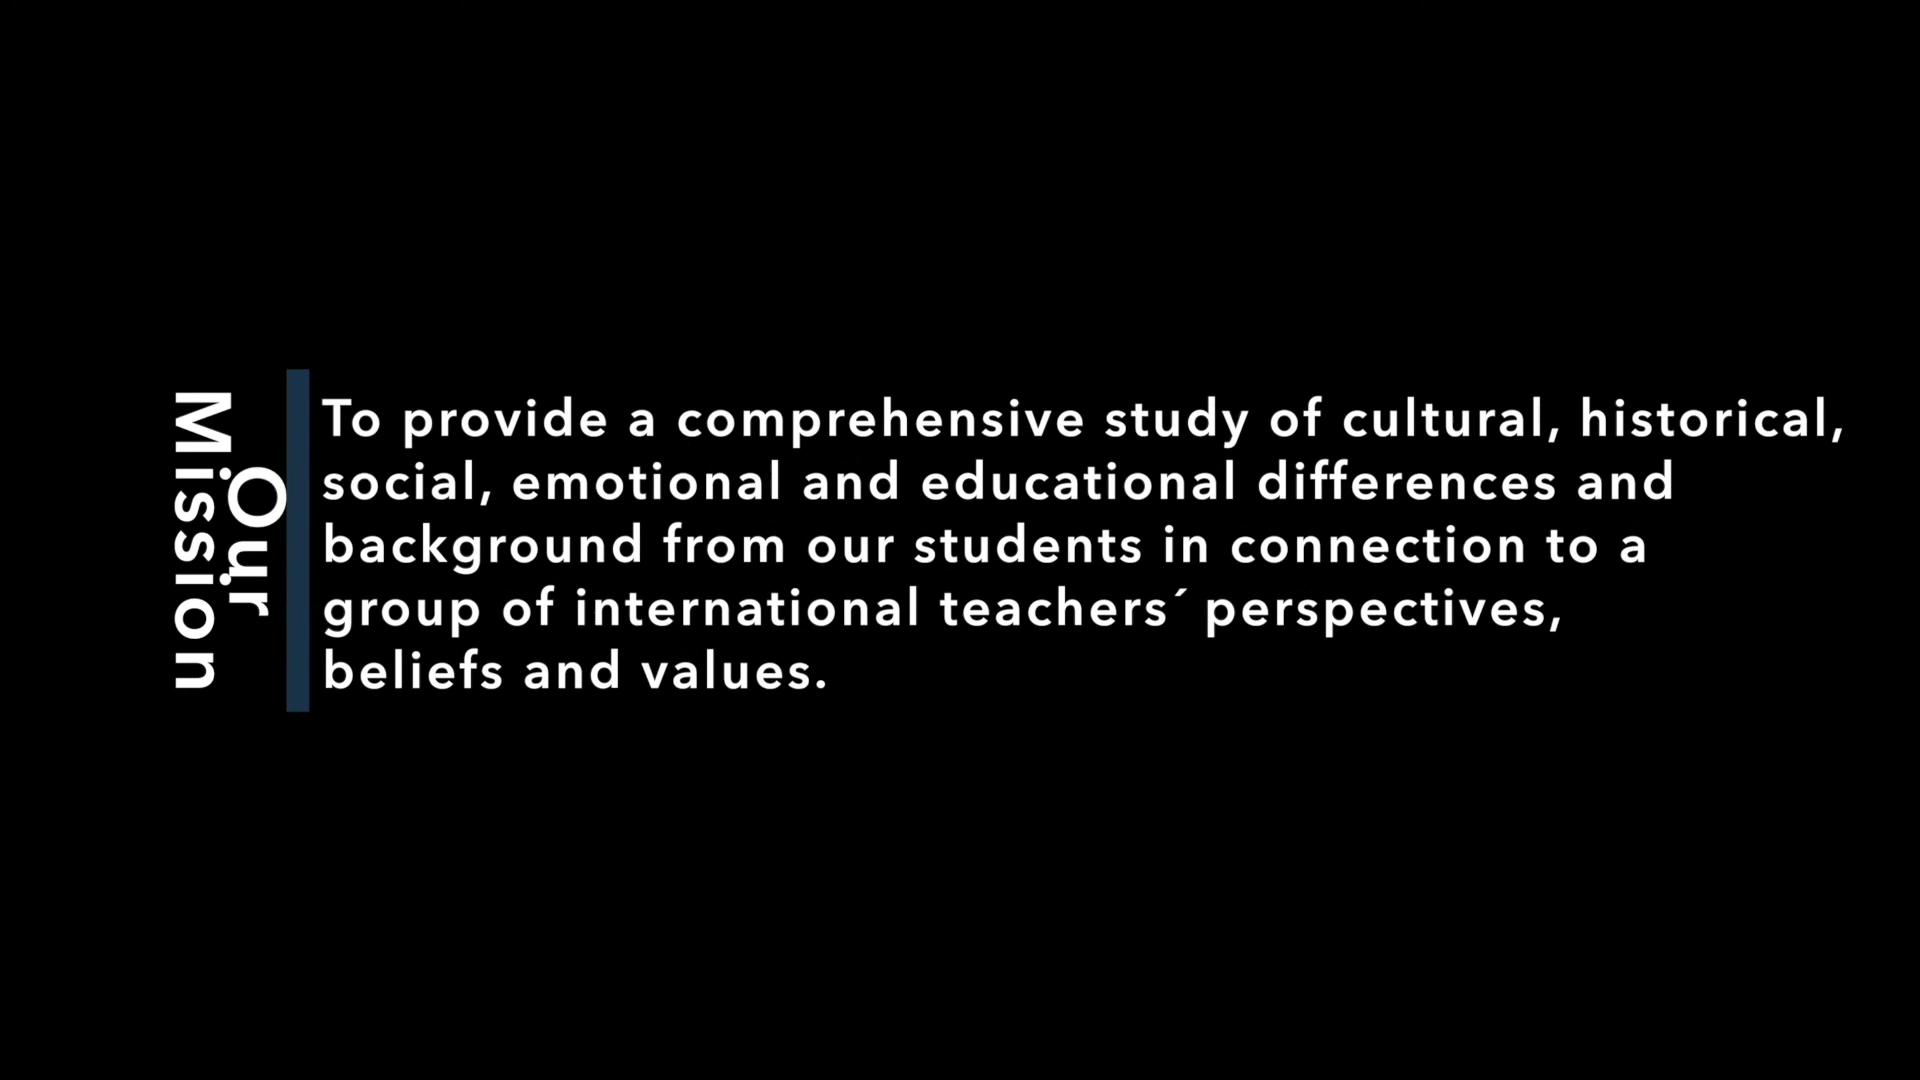 Our
Mission
To provide a comprehensive study of cultural, historical,
social, emotional and educational differences and
background from our students in connection to a
group of international teachers´ perspectives,
beliefs and values.